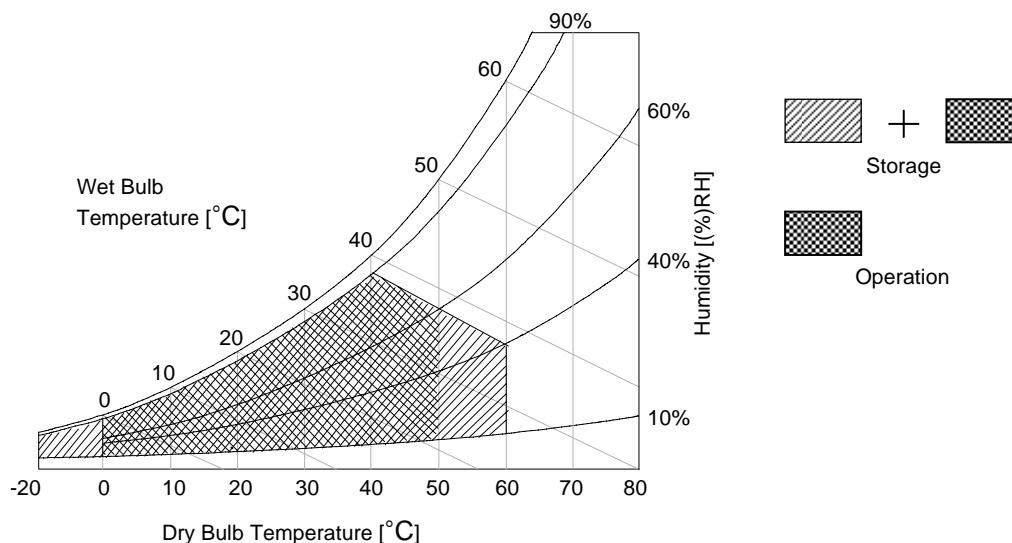 90%
60
60%
50
Wet Bulb
Temperature [°C]
40
30
20
10
0
40%
10%
Humidity [(%)RH]
-20 0 10 20 30 40 50 60 70 80
Dry Bulb Temperature [°C]
+
Storage
Operation